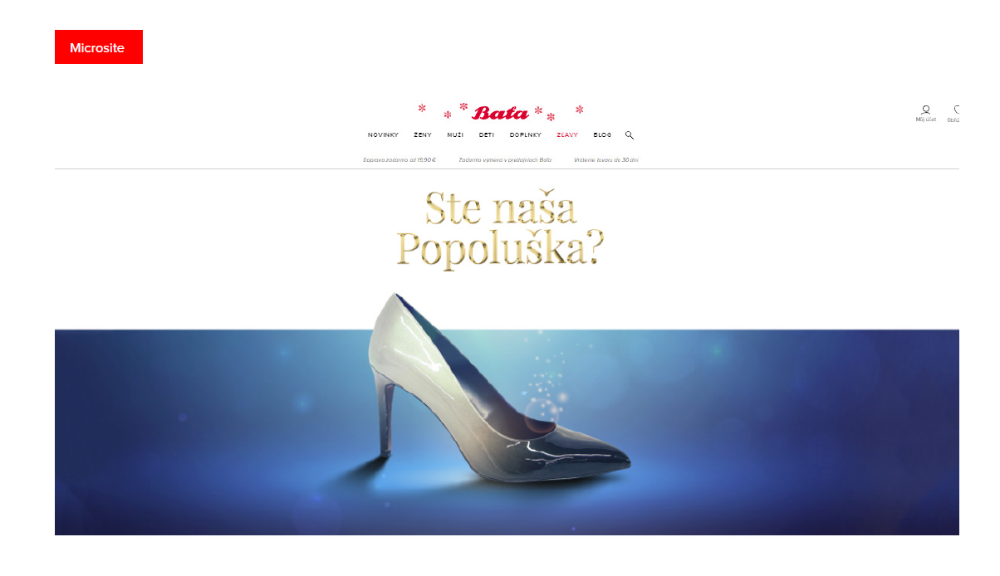 Microsite
Baťa
NOVINKY ŽENY MUŽI DETI DOPLNKY ZĽAVY BLOG
Môj účet
Doprava zadarmo od 19,90 € Zadarmo výmena v predajniach Baťa Vrátenie tovaru do 30 dní
Ste naša
Popoluška?